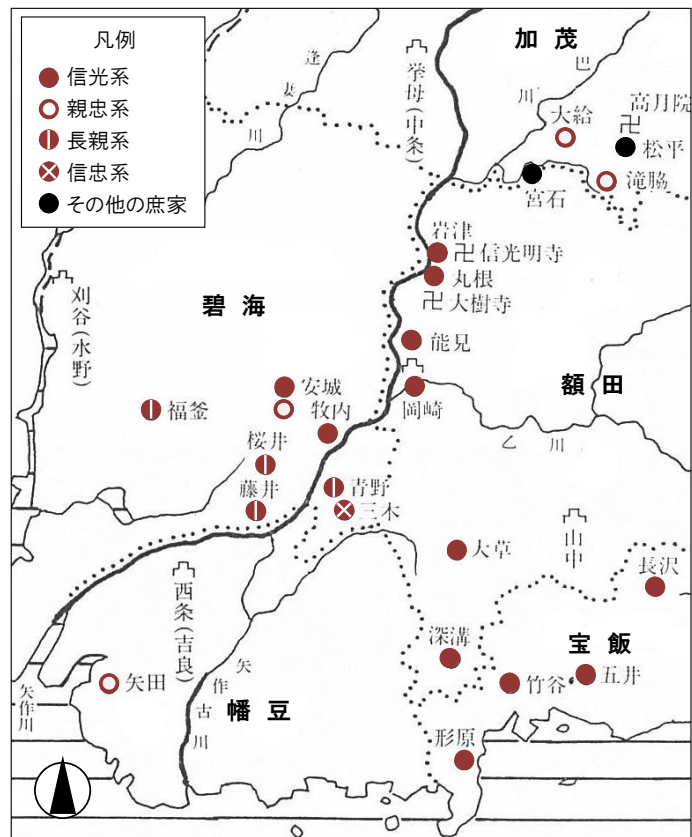 凡例
信光系
親忠系
長親系
信忠系
その他の庶家
加茂
逢妻川
挙母(中条)
巴川
大給
高月院
松平
宮石
滝脇
岩津
信光明寺
丸根
大樹寺
碧海
刈谷(水野)
能見
額田
安城
岡崎
福釜
牧内
乙川
桜井
青野
藤井
三木
山中
大草
長沢
西条(吉良)
深溝
宝飯
矢田
矢作古川
幡豆
竹谷
五井
矢作川
形原